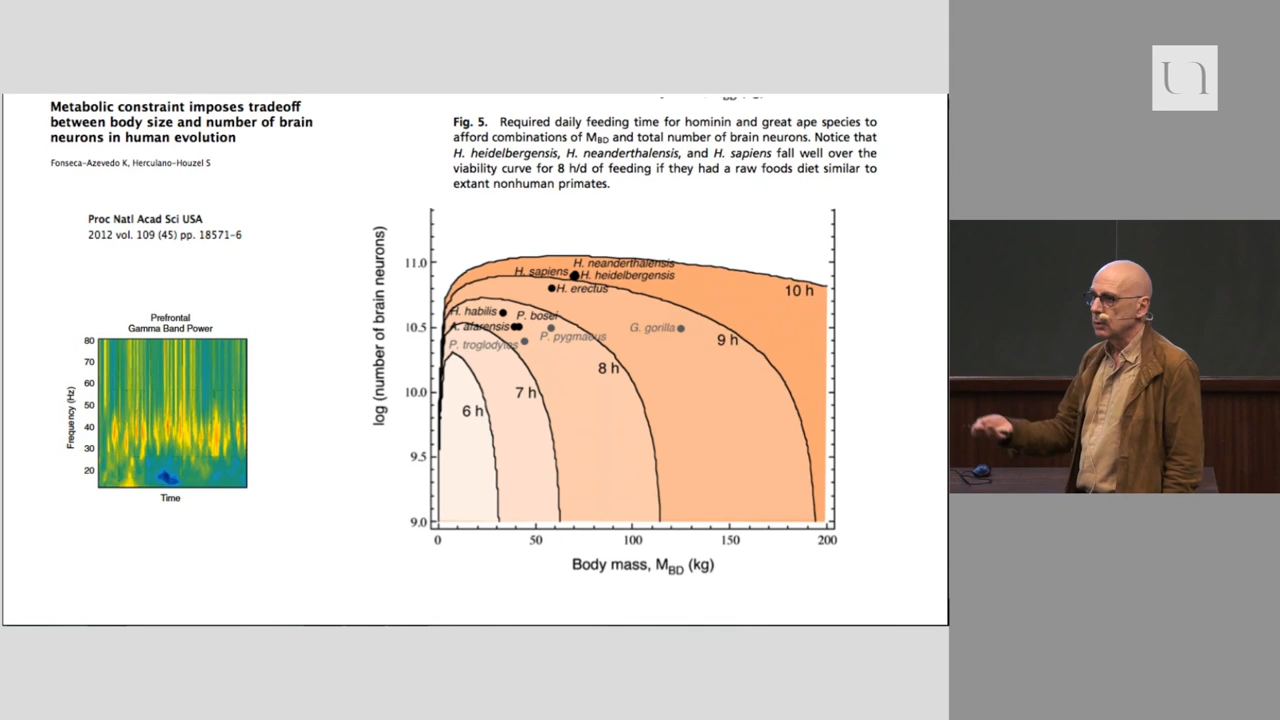 Metabolic constraint imposes tradeoff
between body size and number of brain
neurons in human evolution
Fonseca-Azevedo K, Herculano-Houzel S
Proc Natl Acad Sci USA
2012 vol. 109 (45) pp. 18571-6
Prefrontal
Gamma Band Power
80
70
60
50
40
30
20
Frequency (Hz)
Time
Fig. 5. Required daily feeding time for hominin and great ape species to
afford combinations of MBD and total number of brain neurons. Notice that
H. heidelbergensis, H. neanderthalensis, and H. sapiens fall well over the
viability curve for 8 h/d of feeding if they had a raw foods diet similar to
extant nonhuman primates.
log (number of brain neurons)
11.0
10.5
10.0
9.5
9.0
H. neanderthalensis
H. sapiens
H. heidelbergensis
H. erectus
10 h
H. habilis
P. bosei
A. afarensis
P. pygmaeus
G. gorilla
P. troglodytes
9 h
8 h
7 h
6 h
0
50
100
150
200
Body mass, MBD (kg)